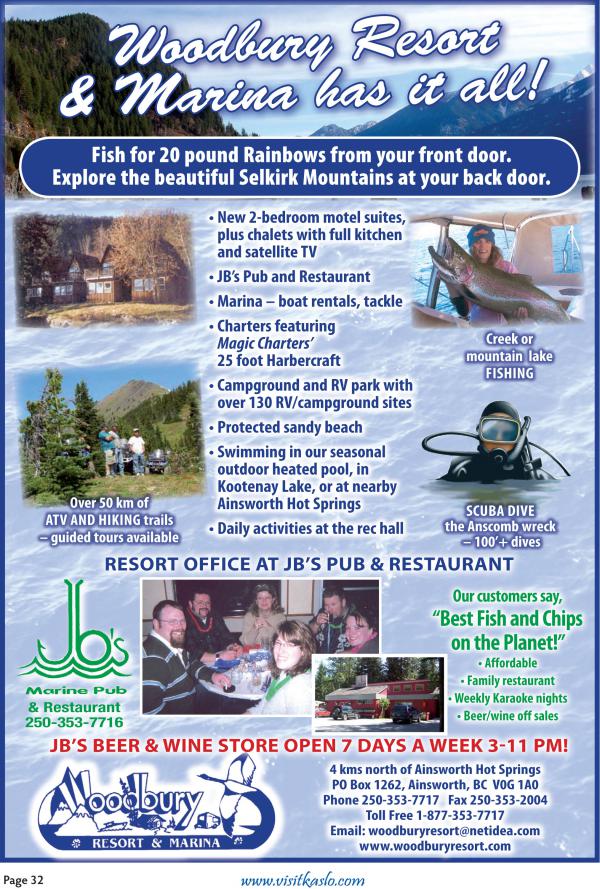 Woodbury Resort
& Marina has it all!
Fish for 20 pound Rainbows from your front door.
Explore the beautiful Selkirk Mountains at your back door.
• New 2-bedroom motel suites,
plus chalets with full kitchen
and satellite TV
• JB's Pub and Restaurant
• Marina – boat rentals, tackle
• Charters featuring
Magic Charters'
25 foot Harbercraft
• Campground and RV park with
over 130 RV/campground sites
• Protected sandy beach
• Swimming in our seasonal
outdoor heated pool, in
Kootenay Lake, or at nearby
Ainsworth Hot Springs
• Daily activities at the rec hall
Creek or
mountain lake
FISHING
Over 50 km of
ATV AND HIKING trails
– guided tours available
SCUBA DIVE
the Anscomb wreck
– 100'+ dives
RESORT OFFICE AT JB'S PUB & RESTAURANT
Jb's
Marine Pub
& Restaurant
250-353-7716
Our customers say,
"Best Fish and Chips
on the Planet!"
• Affordable
• Family restaurant
• Weekly Karaoke nights
• Beer/wine off sales
JB'S BEER & WINE STORE OPEN 7 DAYS A WEEK 3-11 PM!
Woodbury
RESORT & MARINA
4 kms north of Ainsworth Hot Springs
PO Box 1262, Ainsworth, BC V0G 1A0
Phone 250-353-7717 Fax 250-353-2004
Toll Free 1-877-353-7717
Email: woodburyresort@netidea.com
www.woodburyresort.com
Page 32
www.visitkaslo.com